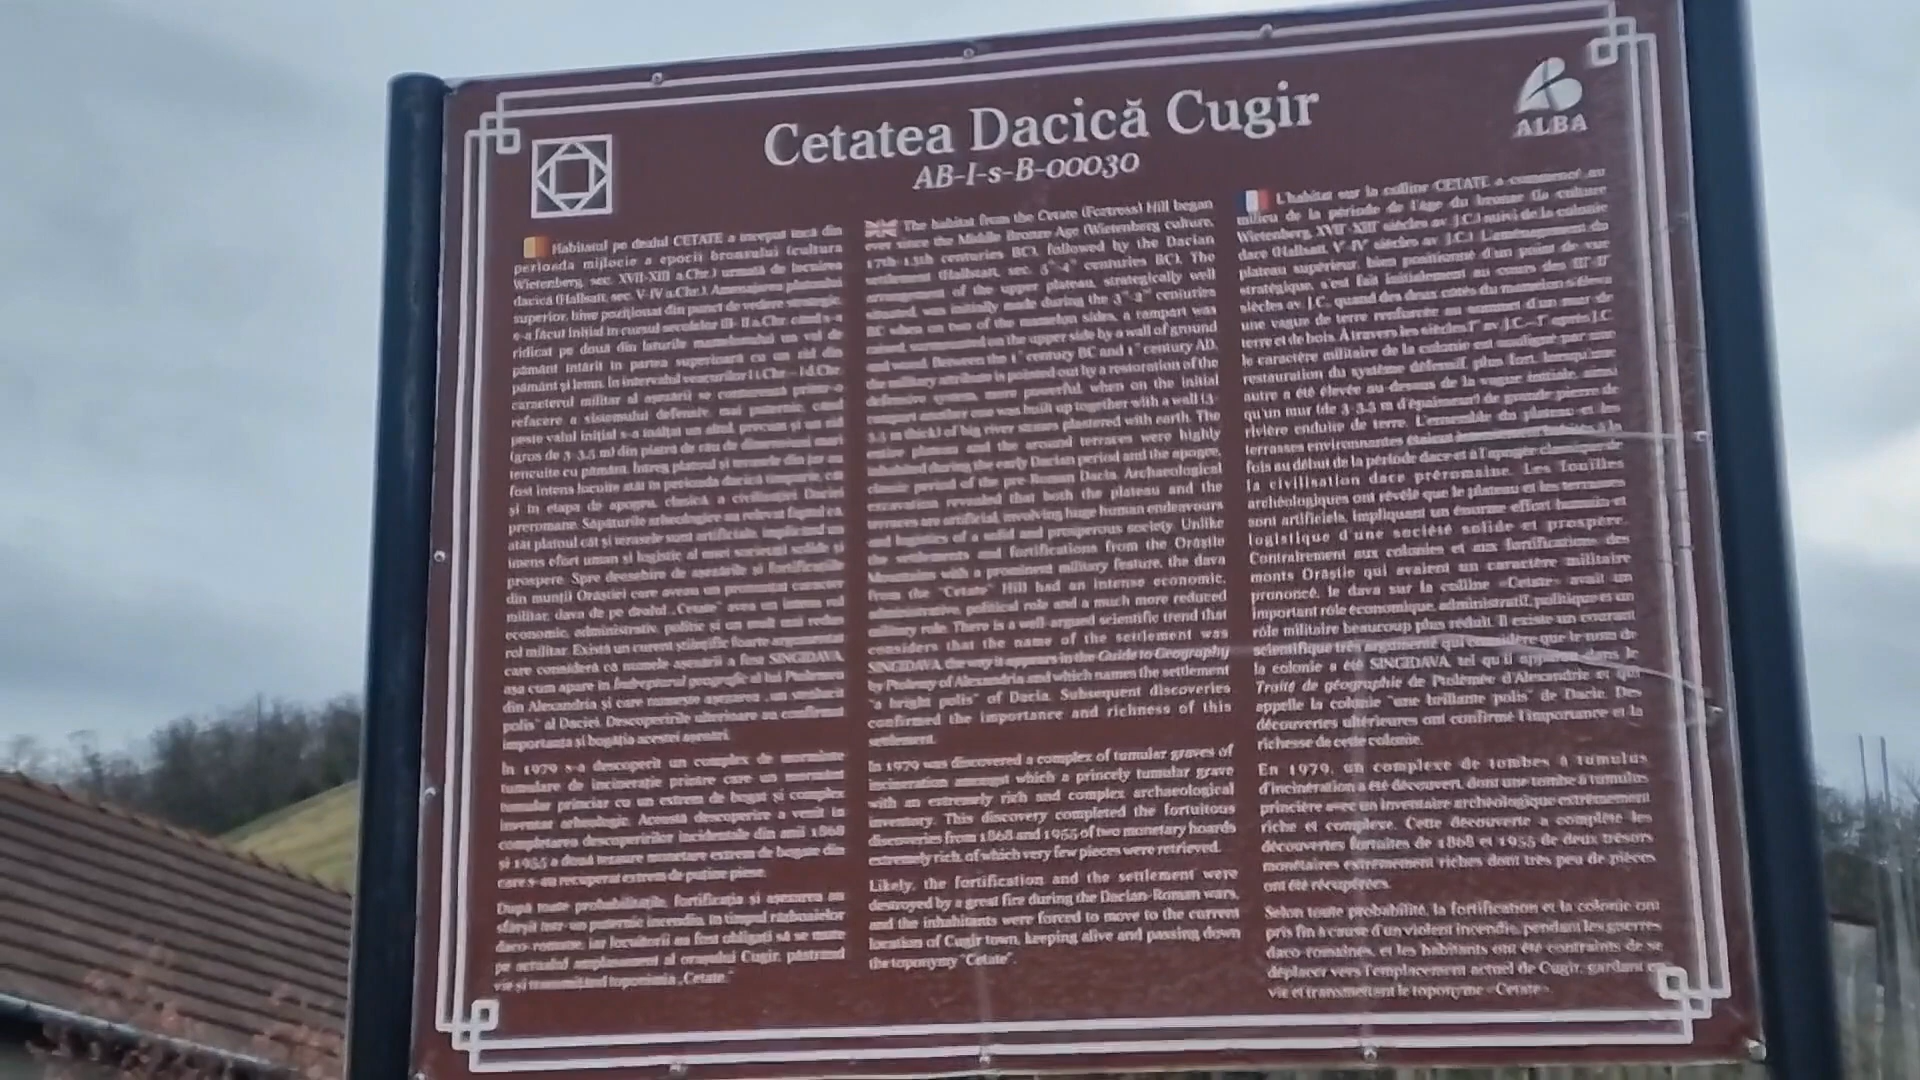 Cetatea Dacică Cugir
AB-I-s-B-00030
ALBA
Habitatul pe dealul CETATE a început încă din
perioada mijlocie a epocii bronzului (cultura
Wietenberg, sec. XVII-XIII a.Chr.) urmată de locuirea
dacică (Hallsatt, sec. V-IV a.Chr.). Amenajarea platoului
superior, bine poziționat din punct de vedere strategic,
s-a făcut inițial în cursul secolelor III-II a.Chr. când s-a
ridicat pe două din laturile mamelonului un val de
pământ întărit în partea superioară cu un zid din
pământ și lemn. În intervalul veacurilor I î.Chr. – I d.Chr.
caracterul militar al așezării se constată printr-o
refacere a sistemului defensiv, mai puternic, când
peste valul inițial s-a înălțat un altul, precum și un zid
(gros de 3-3,5 m) din piatră de râu de dimensiuni mari
tencuite cu pământ. Întreg platoul și terasele din jur au
fost intens locuite atât în perioada dacică timpurie, cât
și în etapa de apogeu, clasică a civilizației Daciei
preromane. Săpăturile arheologice au relevat faptul că
atât platoul cât și terasele sunt artificiale, implicând un
imens efort uman și logistic al unei societăți solide și
prospere. Spre deosebire de așezările și fortificațiile
din munții Orăștiei care aveau un pronunțat caracter
militar, dava de pe dealul „Cetate” avea un intens rol
economic, administrativ, politic și un mult mai redus
rol militar. Există un curent științific foarte argumentat
care consideră că numele așezării a fost SINGIDAVA,
așa cum apare în Îndreptarul geografic al lui Ptolemeu
din Alexandria și care numește așezarea „un
polis” al Daciei. Descoperirile ulterioare au confirmat
importanța și bogăția acestei așezări.
În 1979 s-a descoperit un complex de morminte
tumulare de incinerație printre care un mormânt
tumular princiar cu un extrem de bogat și complex
inventar arheologic. Această descoperire a venit în
completarea descoperirilor incidentale din anii 1868
și 1955 a două tezaure monetare extrem de bogate din
care s-au recuperat extrem de puține piese.
După toate probabilitățile, fortificația și așezarea au
sfârșit într-un puternic incendiu în timpul războaielor
daco-romane, iar locuitorii au fost obligați să se mute
pe actualul amplasament al orașului Cugir, păstrând
vie și transmițând toponimia „Cetate.”
The habitat from the Cetate (Fortress) Hill began
ever since the Middle Bronze Age (Wietenberg culture,
17th-13th centuries BC), followed by the Dacian
settlement (Hallstatt, sec. 5th-4th centuries BC). The
arrangement of the upper plateau, strategically well
situated, was initially made during the 3rd-2nd centuries
BC when on two of the mamelon sides, a rampart was
raised, surmounted on the upper side by a wall of ground
and wood. Between the 1st century BC and 1st century AD,
the military attribute is pointed out by a restoration of the
defensive system, more powerful, when on the initial
rampart another one was built up together with a wall (3-
3.5 m thick) of big river stones plastered with earth. The
entire plateau and the around terraces were highly
inhabited during the early Dacian period and the apogee,
classic period of the pre-Roman Dacia. Archaeological
excavation revealed that both the plateau and the
terraces are artificial, involving huge human endeavours
and logistics of a solid and prosperous society. Unlike
the settlements and fortifications from the Orăștie
Mountains with a prominent military feature, the dava
from the "Cetate" Hill had an intense economic,
administrative, political role and a much more reduced
military role. There is a well-argued scientific trend that
considers that the name of the settlement was
SINGIDAVA, the way it appears in the Guide to Geography
by Ptolemy of Alexandria and which names the settlement
"a bright polis" of Dacia. Subsequent discoveries
confirmed the importance and richness of this
settlement.
In 1979 was discovered a complex of tumular graves of
incineration amongst which a princely tumular grave
with an extremely rich and complex archaeological
inventory. This discovery completed the fortuitous
discoveries from 1868 and 1955 of two monetary hoards
extremely rich, of which very few pieces were retrieved.
Likely, the fortification and the settlement were
destroyed by a great fire during the Dacian-Roman wars,
and the inhabitants were forced to move to the current
location of Cugir town, keeping alive and passing down
the toponymy "Cetate".
L'habitat sur la colline CETATE a commencé au
milieu de la période de l'âge du bronze (la culture
Wietenberg, XVIIe-XIIIe siècles av. J.C.) suivi de la colonie
dace (Hallsatt, Ve-IVe siècles av. J.C.). L'aménagement du
plateau supérieur, bien positionné d'un point de vue
stratégique, s'est fait initialement au cours des IIIe-IIe
siècles av. J.C., quand des deux côtés du mamelon s'éleva
une vague de terre renforcée au sommet d'un mur de
terre et de bois. À travers les siècles Ier av. J.C.-Ier après J.C.
le caractère militaire de la colonie est souligné par une
restauration du système défensif, plus fort, lorsqu'une
autre a été élevée au-dessus de la vague initiale, ainsi
qu'un mur (de 3-3.5 m d'épaisseur) de grande pierre de
rivière enduite de terre. L'ensemble du plateau et les
terrasses environnantes étaient à la
fois au début de la période dace et à l'apogée classique de
la civilisation dace préromaine. Les fouilles
archéologiques ont révélé que le plateau et les terrasses
sont artificiels, impliquant un énorme effort humain et
logistique d'une société solide et prospère.
Contrairement aux colonies et aux fortifications des
monts Orăștie qui avaient un caractère militaire
prononcé, le dava sur la colline «Cetate» avait un
important rôle économique, administratif, politique et un
rôle militaire beaucoup plus réduit. Il existe un courant
scientifique très argumenté qui considère que le nom de
la colonie a été SINGIDAVA, tel qu'il apparaît dans le
Traité de géographie de Ptolémée d'Alexandrie et qui
appelle la colonie "une brillante polis" de Dacie. Des
découvertes ultérieures ont confirmé l'importance et la
richesse de cette colonie.
En 1979, un complexe de tombes à tumulus
d'incinération a été découvert, dont une tombe à tumulus
princière avec un inventaire archéologique extrêmement
riche et complexe. Cette découverte a complété les
découvertes fortuites de 1868 et 1955 de deux trésors
monétaires extrêmement riches dont très peu de pièces
ont été récupérées.
Selon toute probabilité, la fortification et la colonie ont
pris fin à cause d'un violent incendie, pendant les guerres
daco-romaines, et les habitants ont été contraints de se
déplacer vers l'emplacement actuel de Cugir, gardant en
vie et transmettant le toponyme «Cetate».